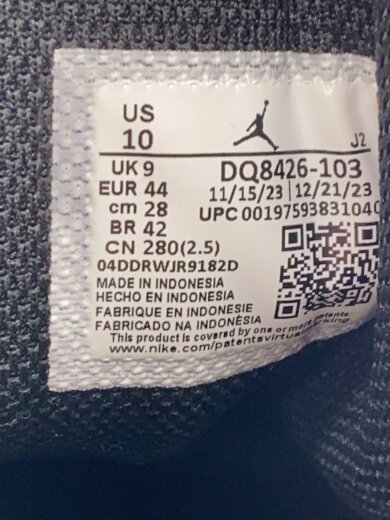 US
10
J2
UK 9
DQ8426-103
EUR 44
11/15/23 12/21/23
cm 28
UPC 00197593831040
BR 42
CN 280(2.5)
04DDRWJR9182D
MADE IN INDONESIA
HECHO EN INDONESIA
FABRIQUE EN INDONESIE
FABRICADO NA INDONÉSIA
This product is covered by one or more patents
www.nike.com/patentsvirtualmarking